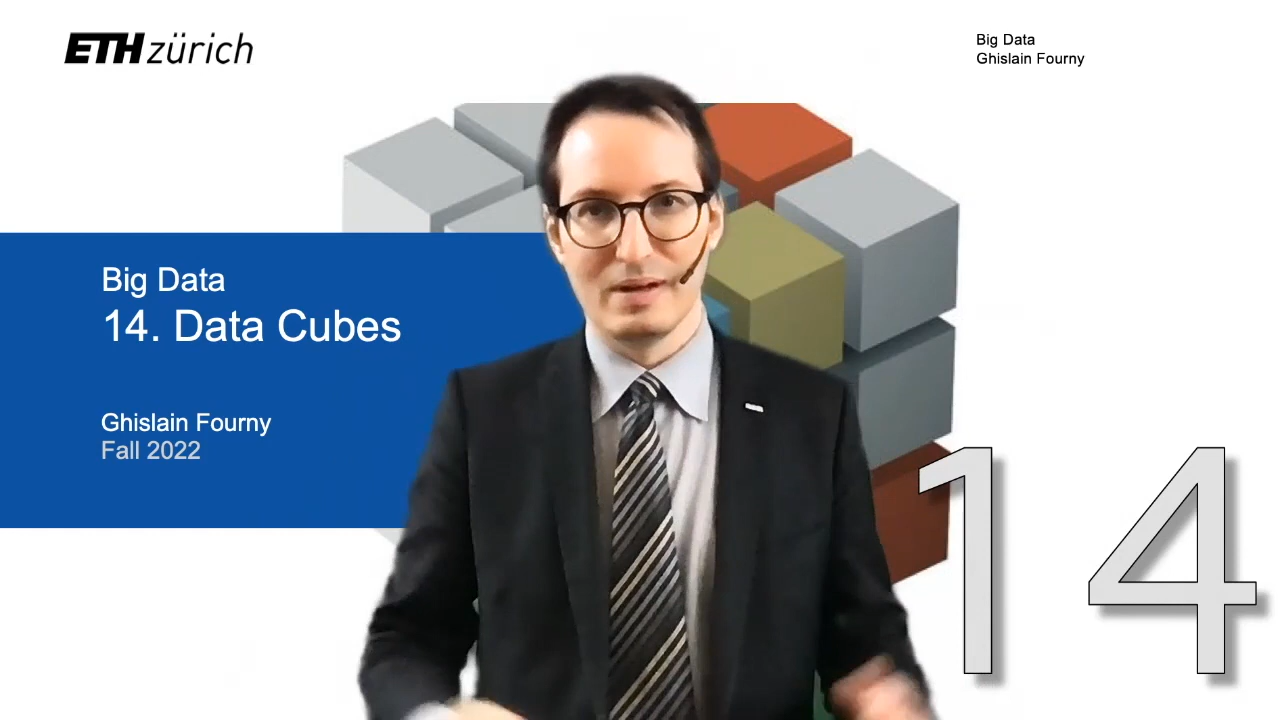 ETH zürich
Big Data
Ghislain Fourny
Big Data
14. Data Cubes
Ghislain Fourny
Fall 2022
14